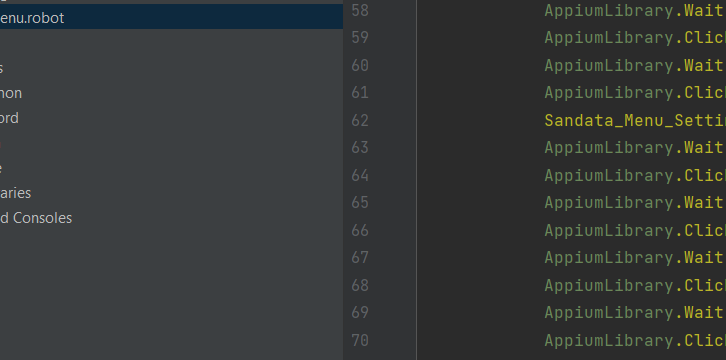 enu.robot
s
non
ord
e
aries
d Consoles
58 AppiumLibrary.Wait
59 AppiumLibrary.Click
60 AppiumLibrary.Wait
61 AppiumLibrary.Click
62 Sandata_Menu_Setti
63 AppiumLibrary.Wait
64 AppiumLibrary.Click
65 AppiumLibrary.Wait
66 AppiumLibrary.Click
67 AppiumLibrary.Wait
68 AppiumLibrary.Click
69 AppiumLibrary.Wait
70 AppiumLibrary.Click